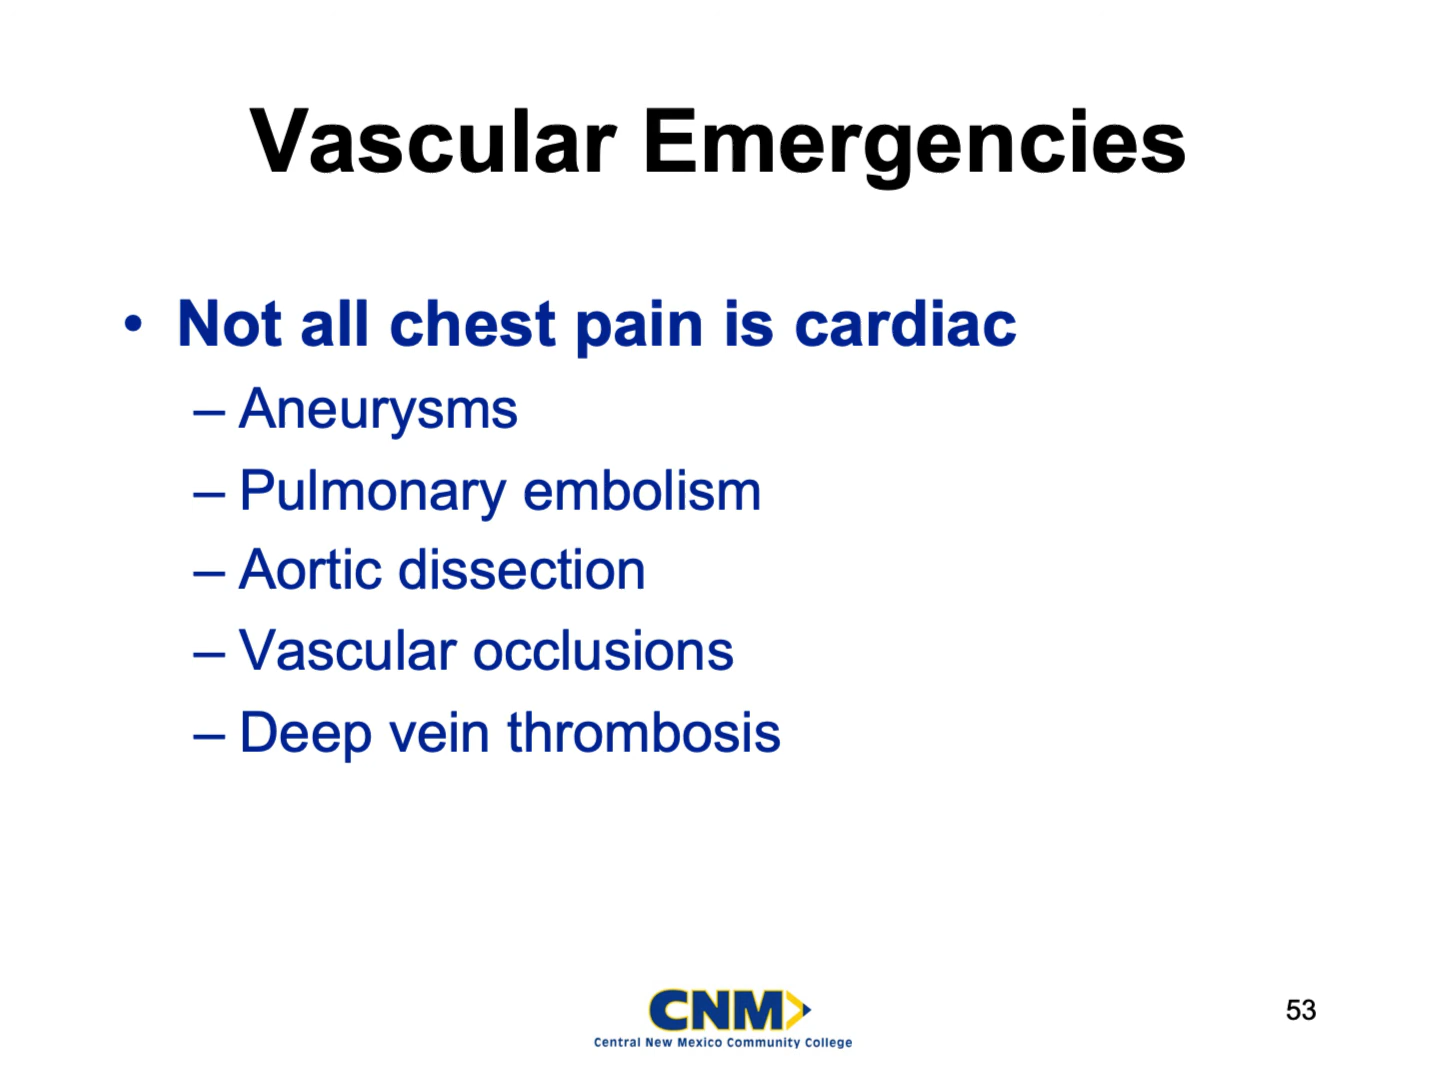 Vascular Emergencies
• Not all chest pain is cardiac
– Aneurysms
– Pulmonary embolism
– Aortic dissection
– Vascular occlusions
– Deep vein thrombosis
CNM
Central New Mexico Community College
53